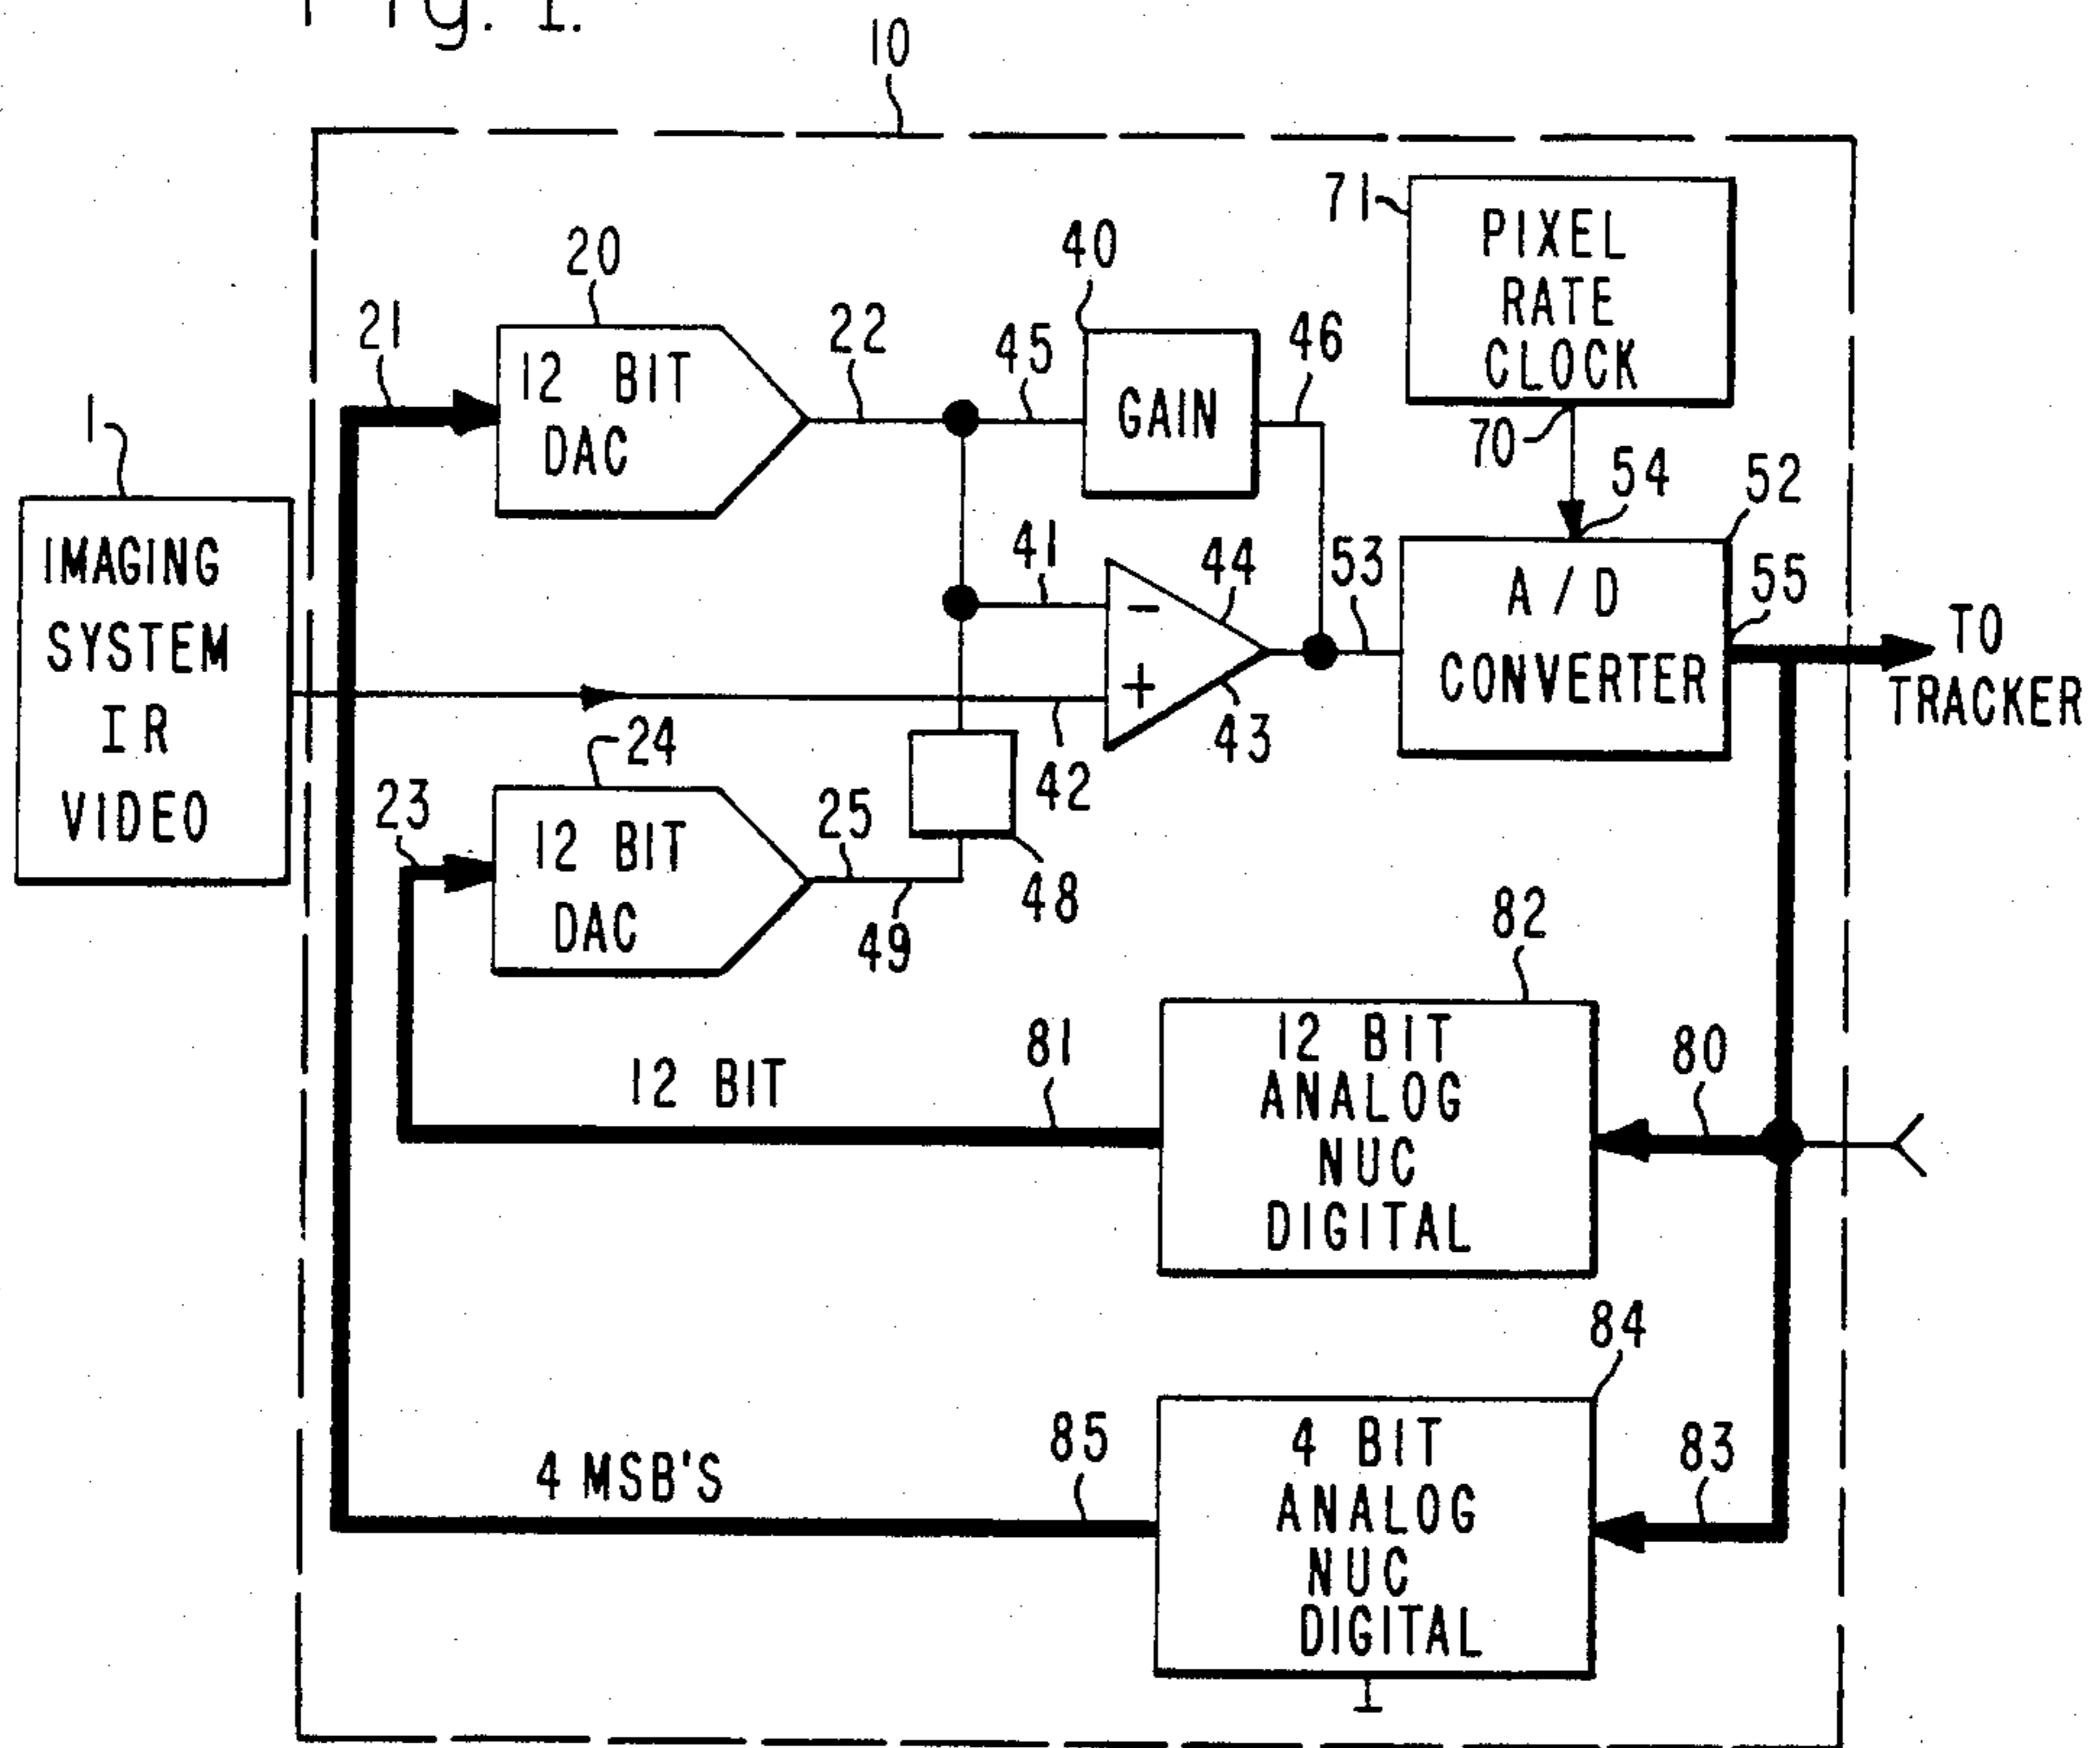 Fig. 1.
10
71
PIXEL
RATE
CLOCK
70
20
12 BIT
DAC
21
22
40
GAIN
45
46
1
IMAGING
SYSTEM
IR
VIDEO
41
44
-
+
43
42
53
54
52
A/D
CONVERTER
55
TO
TRACKER
24
12 BIT
DAC
23
25
49
48
82
12 BIT
ANALOG
NUC
DIGITAL
80
81
12 BIT
84
4 BIT
ANALOG
NUC
DIGITAL
83
85
4 MSB'S